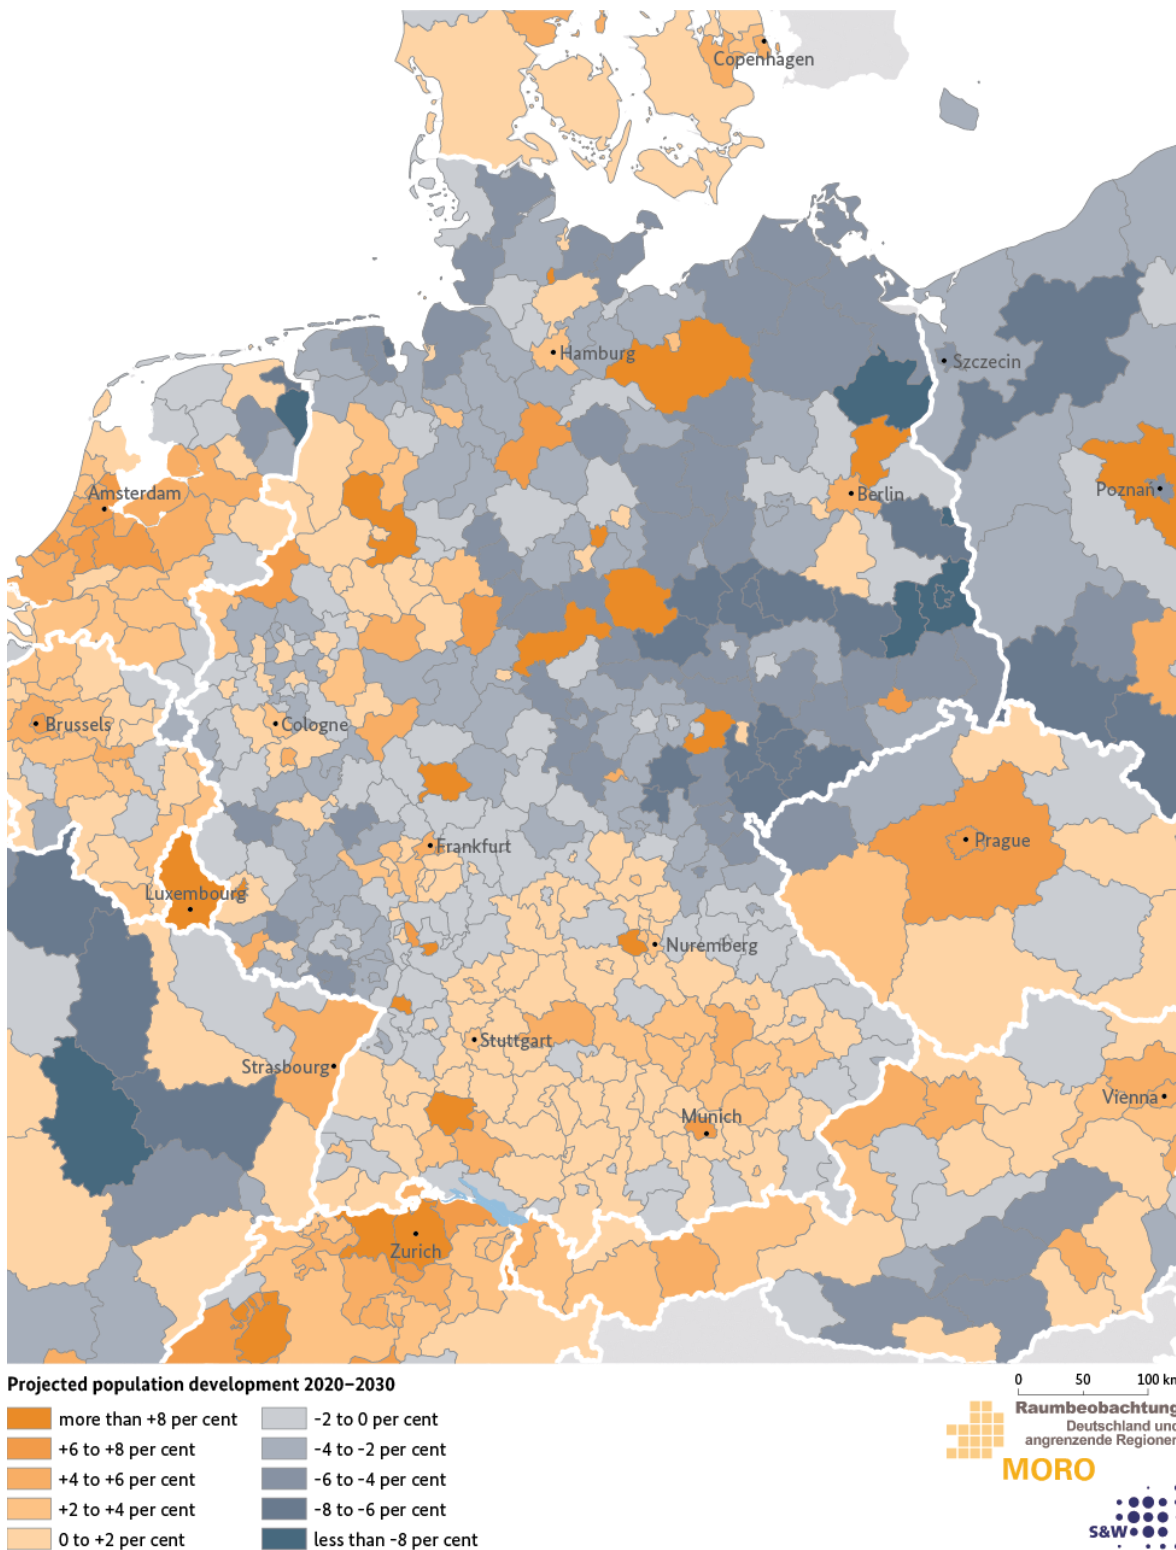 Copenhagen
Hamburg
Szczecin
Amsterdam
Berlin
Poznań
Brussels
Cologne
Prague
Frankfurt
Luxembourg
Nuremberg
Stuttgart
Strasbourg
Vienna
Munich
Zurich
Projected population development 2020–2030
more than +8 per cent
+6 to +8 per cent
+4 to +6 per cent
+2 to +4 per cent
0 to +2 per cent
-2 to 0 per cent
-4 to -2 per cent
-6 to -4 per cent
-8 to -6 per cent
less than -8 per cent
0 50 100 km
Raumbeobachtung
Deutschland und
angrenzende Regionen
MORO
S&W